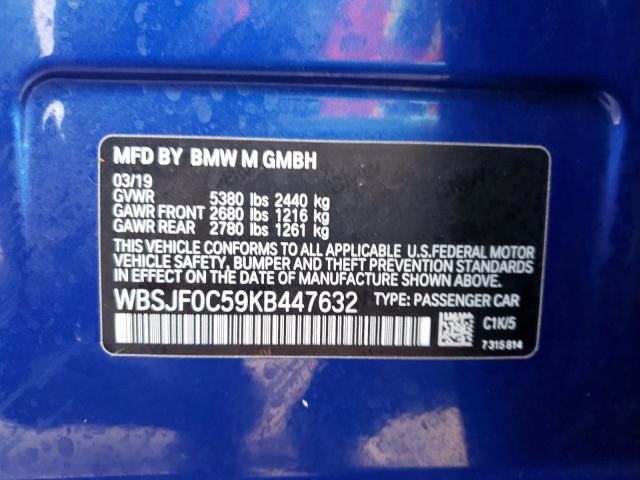 MFD BY BMW M GMBH
03/19
GVWR 5380 lbs 2440 kg
GAWR FRONT 2680 lbs 1216 kg
GAWR REAR 2780 lbs 1261 kg
THIS VEHICLE CONFORMS TO ALL APPLICABLE U.S.FEDERAL MOTOR
VEHICLE SAFETY, BUMPER AND THEFT PREVENTION STANDARDS
IN EFFECT ON THE DATE OF MANUFACTURE SHOWN ABOVE.
WBSJF0C59KB447632 TYPE: PASSENGER CAR
C1K/5
7315814